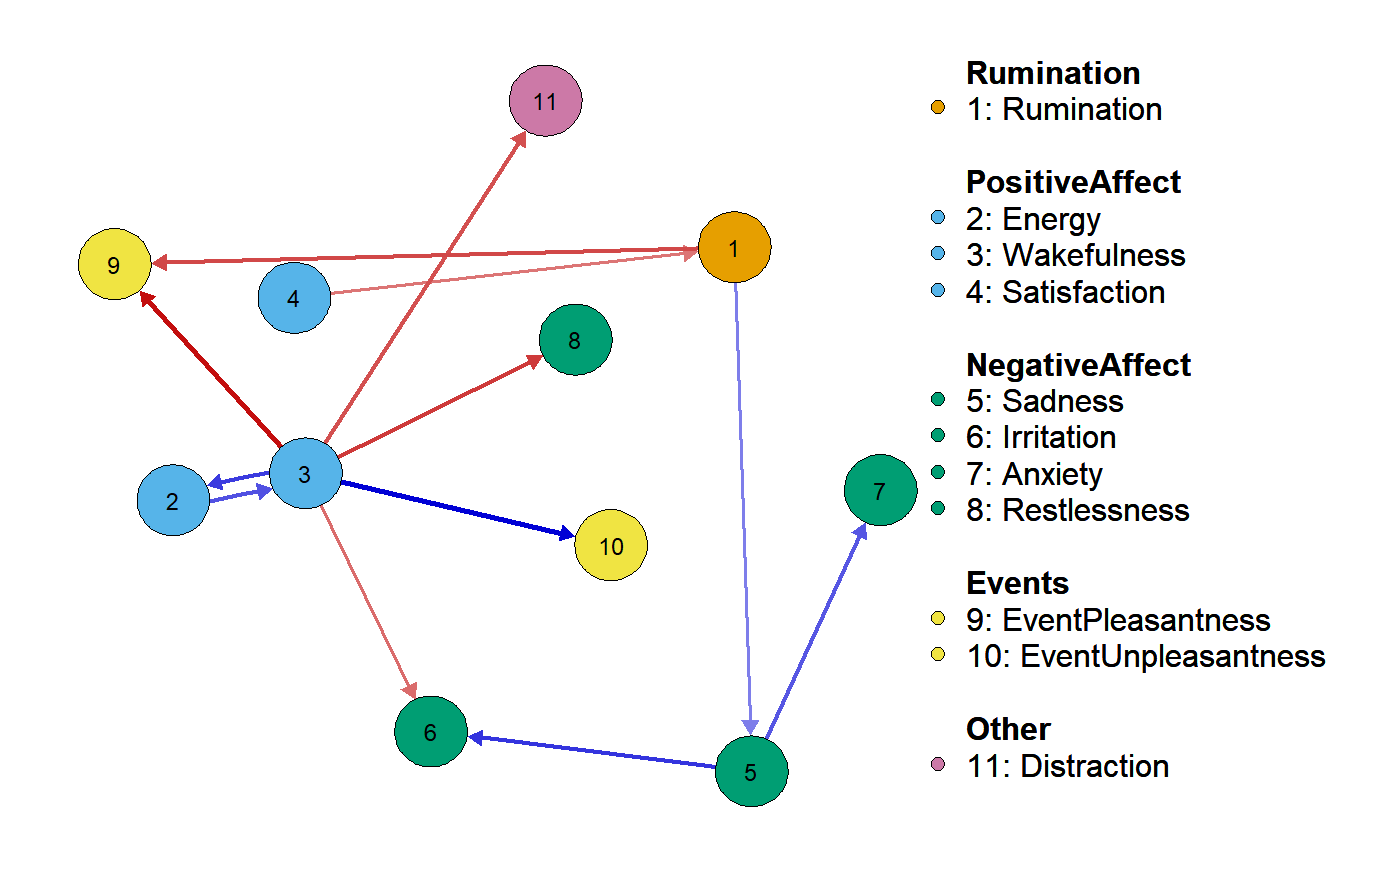 11
1
9
4
8
3
2
7
10
6
5
Rumination
1: Rumination
PositiveAffect
2: Energy
3: Wakefulness
4: Satisfaction
NegativeAffect
5: Sadness
6: Irritation
7: Anxiety
8: Restlessness
Events
9: EventPleasantness
10: EventUnpleasantness
Other
11: Distraction